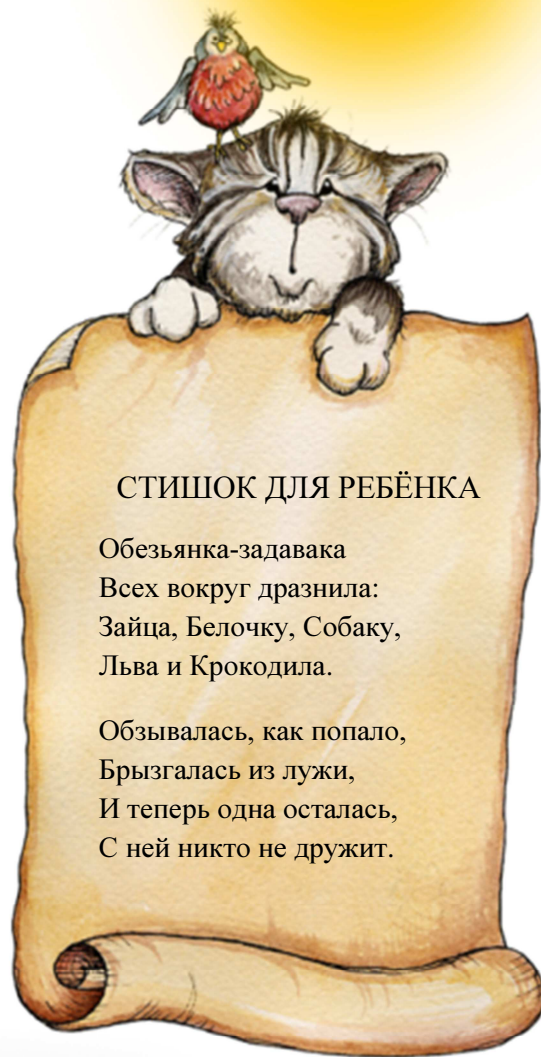 СТИШОК ДЛЯ РЕБЁНКА
Обезьянка-задавака
Всех вокруг дразнила:
Зайца, Белочку, Собаку,
Льва и Крокодила.
Обзывалась, как попало,
Брызгалась из лужи,
И теперь одна осталась,
С ней никто не дружит.